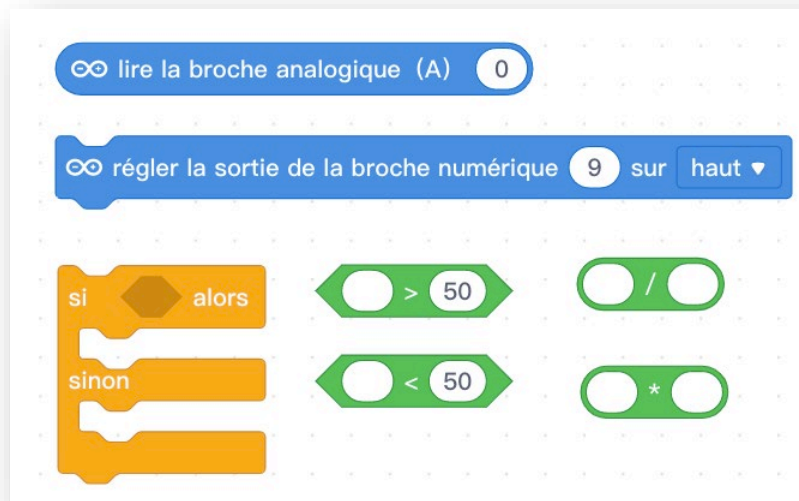 lire la broche analogique (A) 0
régler la sortie de la broche numérique 9 sur haut
si alors
> 50
/
sinon
< 50
*